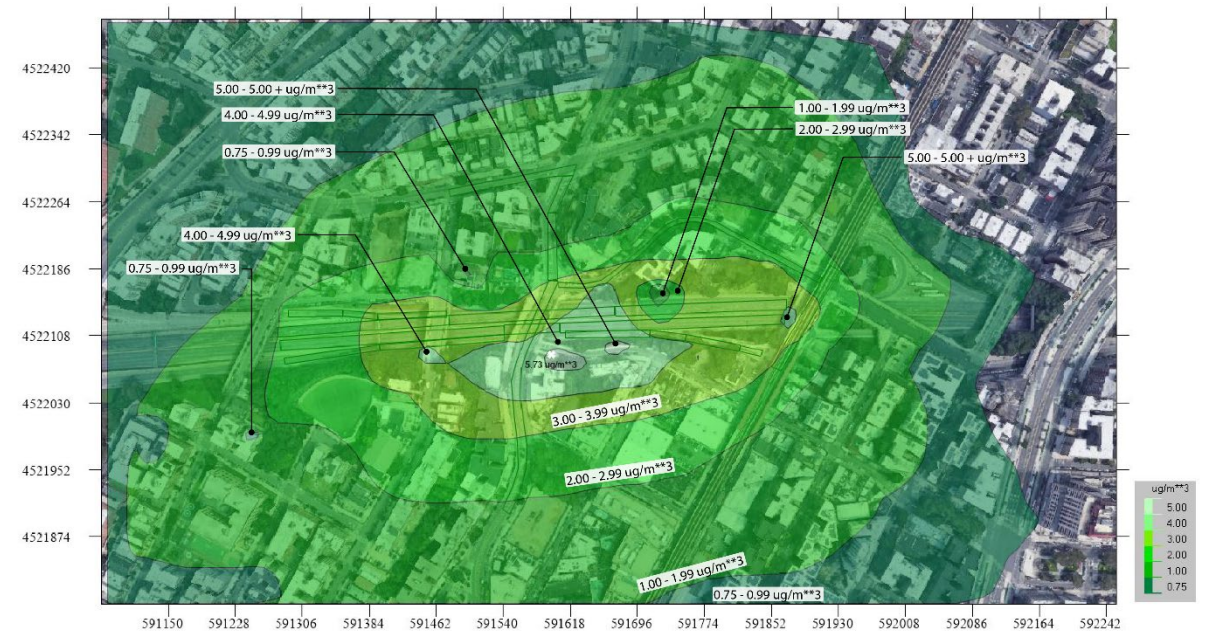 4522420
4522342
4522264
4522186
4522108
4522030
4521952
4521874
5.00 - 5.00 + ug/m**3
4.00 - 4.99 ug/m**3
0.75 - 0.99 ug/m**3
4.00 - 4.99 ug/m**3
0.75 - 0.99 ug/m**3
1.00 - 1.99 ug/m**3
2.00 - 2.99 ug/m**3
5.00 - 5.00 + ug/m**3
5.73 ug/m**3
3.00 - 3.99 ug/m**3
2.00 - 2.99 ug/m**3
1.00 - 1.99 ug/m**3
0.75 - 0.99 ug/m**3
ug/m**3
5.00
4.00
3.00
2.00
1.00
0.75
591150 591228 591306 591384 591462 591540 591618 591696 591774 591852 591930 592008 592086 592164 592242